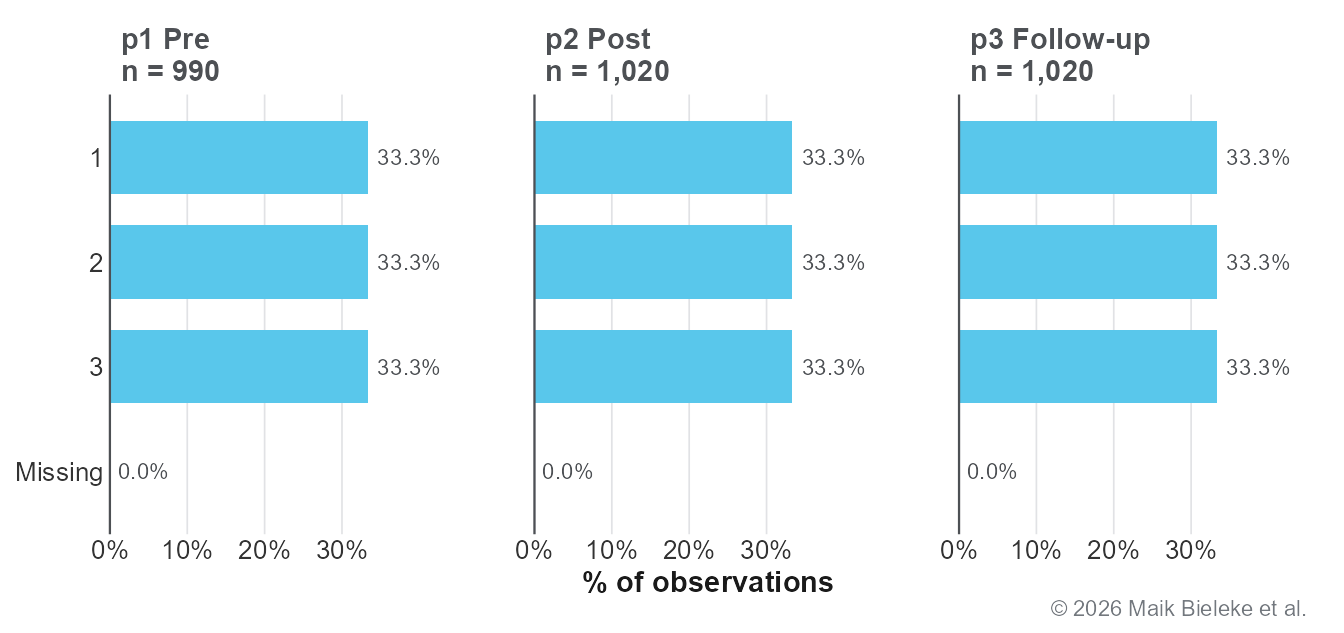 p1 Pre
n = 990
p2 Post
n = 1,020
p3 Follow-up
n = 1,020
1 33.3% 33.3% 33.3%
2 33.3% 33.3% 33.3%
3 33.3% 33.3% 33.3%
Missing 0.0% 0.0% 0.0%
0% 10% 20% 30% 0% 10% 20% 30% 0% 10% 20% 30%
% of observations
© 2026 Maik Bieleke et al.